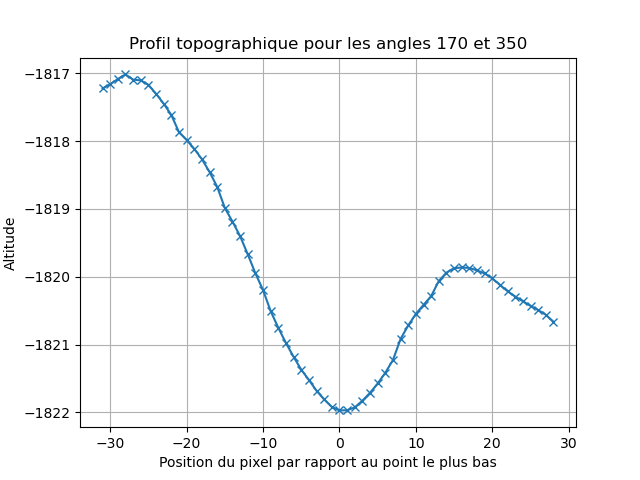 Profil topographique pour les angles 170 et 350
−1817
−1818
−1819
−1820
−1821
−1822
Altitude
−30 −20 −10 0 10 20 30
Position du pixel par rapport au point le plus bas